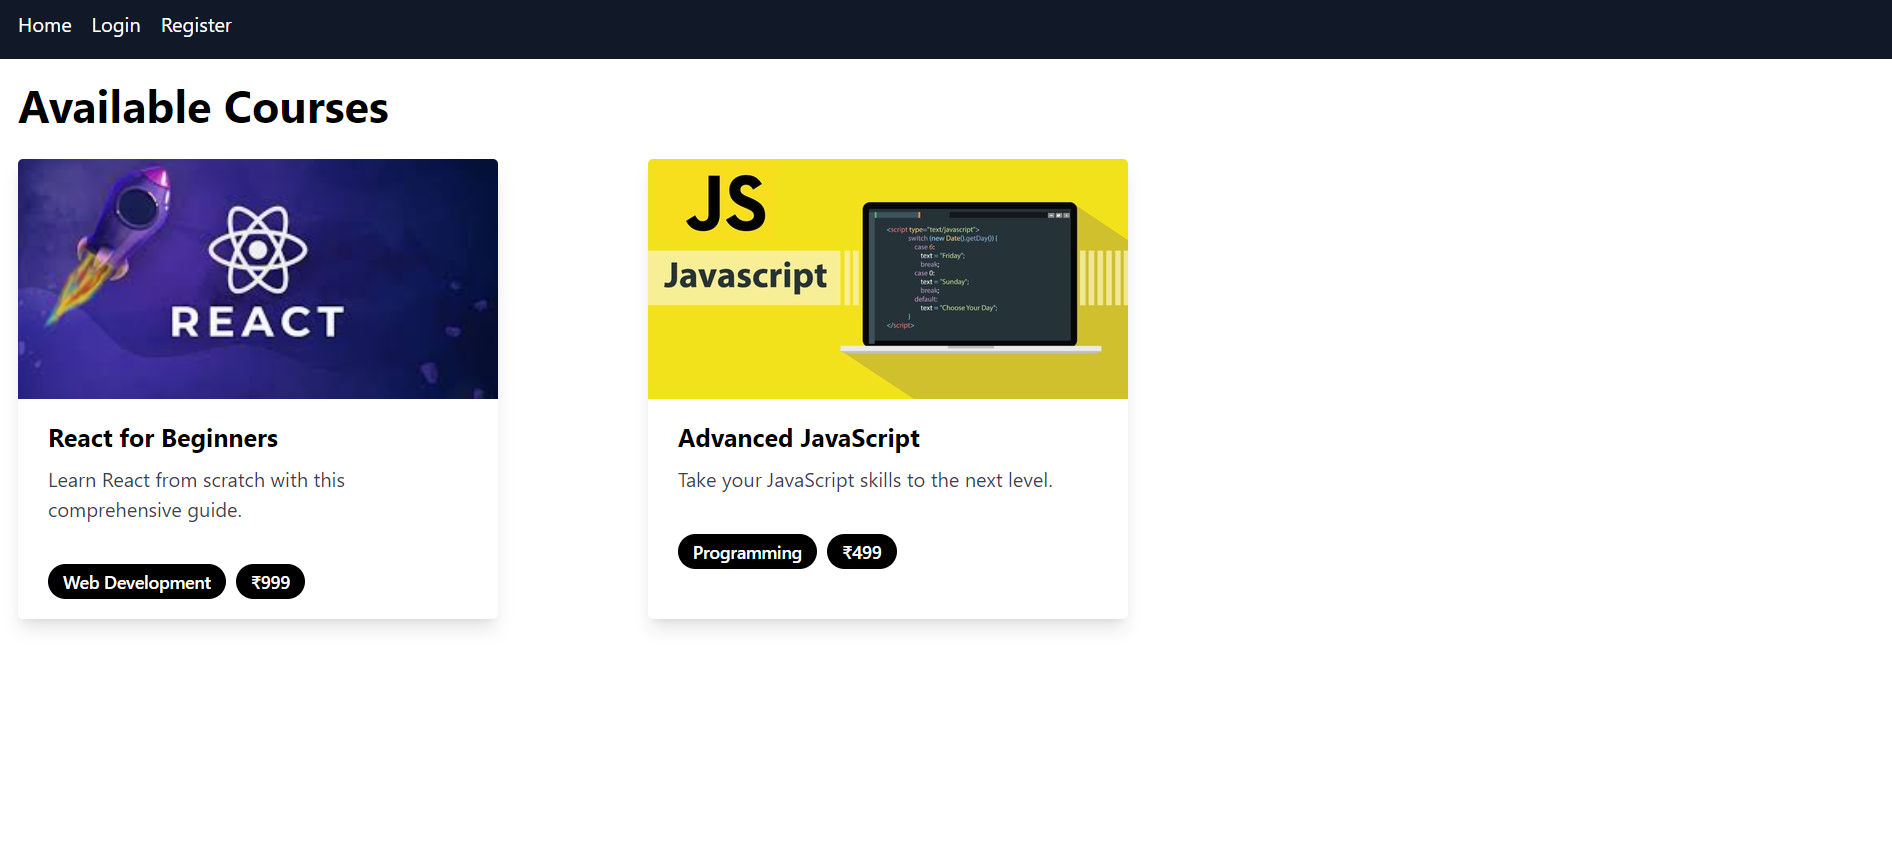 Home Login Register
Available Courses
REACT
React for Beginners
Learn React from scratch with this
comprehensive guide.
Web Development ₹999
JS
Javascript
<script type="text/javascript">
switch (new Date().getDay()) {
case 6:
text = "Friday";
break;
case 0:
text = "Sunday";
break;
default:
text = "Choose Your Day";
}
</script>
Advanced JavaScript
Take your JavaScript skills to the next level.
Programming ₹499